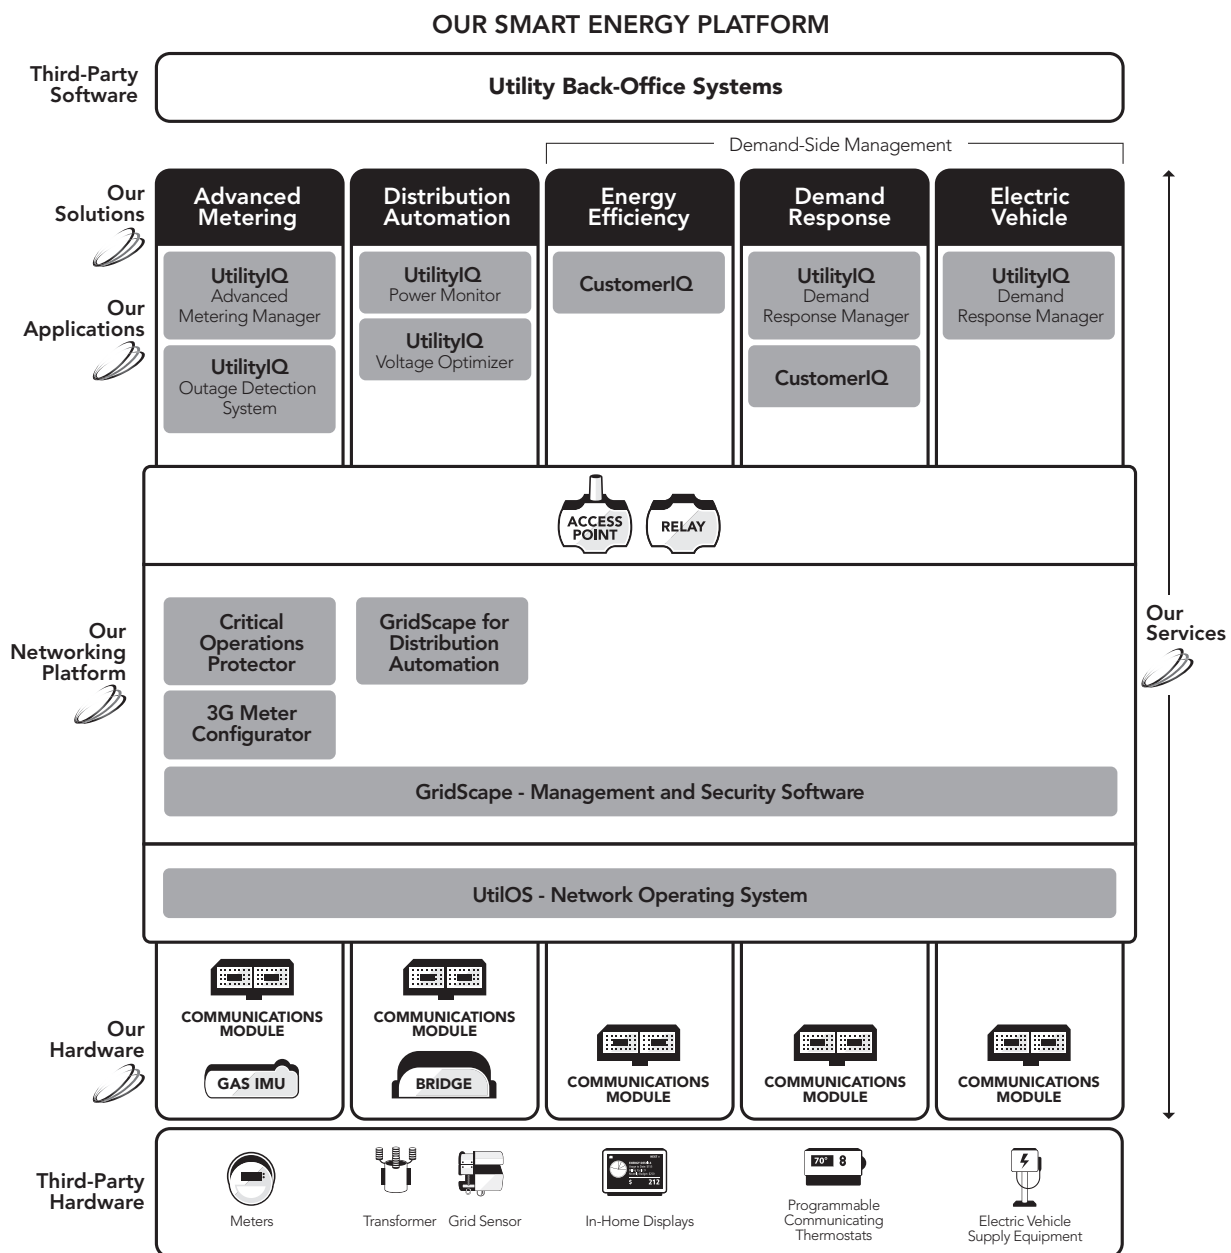 OUR SMART ENERGY PLATFORM
Third-Party
Software
Utility Back-Office Systems
Demand-Side Management
Our
Solutions
Advanced
Metering
Distribution
Automation
Energy
Efficiency
Demand
Response
Electric
Vehicle
Our
Applications
UtilityIQ
Advanced
Metering Manager
UtilityIQ
Outage Detection
System
UtilityIQ
Power Monitor
UtilityIQ
Voltage Optimizer
CustomerIQ
UtilityIQ
Demand
Response Manager
CustomerIQ
UtilityIQ
Demand
Response Manager
ACCESS
POINT
RELAY
Our
Networking
Platform
Critical
Operations
Protector
GridScape for
Distribution
Automation
3G Meter
Configurator
GridScape - Management and Security Software
UtilOS - Network Operating System
Our
Services
Our
Hardware
COMMUNICATIONS
MODULE
GAS IMU
COMMUNICATIONS
MODULE
BRIDGE
COMMUNICATIONS
MODULE
COMMUNICATIONS
MODULE
COMMUNICATIONS
MODULE
Third-Party
Hardware
Meters
Transformer
Grid Sensor
$ 212
In-Home Displays
70° 8
Programmable
Communicating
Thermostats
Electric Vehicle
Supply Equipment